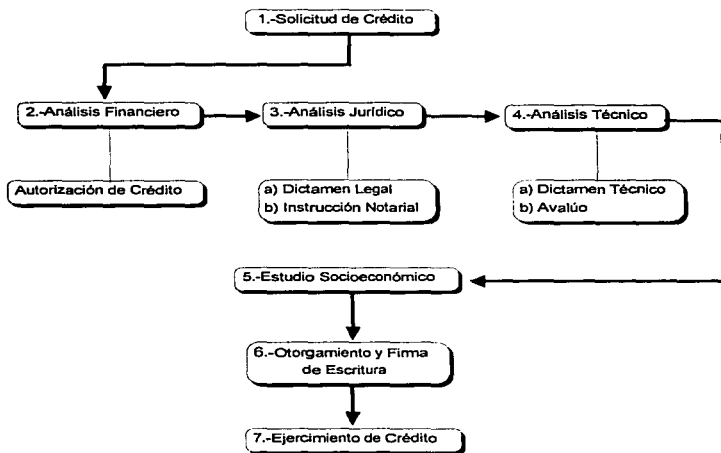 1.-Solicitud de Crédito
2.-Análisis Financiero
3.-Análisis Jurídico
4.-Análisis Técnico
Autorización de Crédito
a) Dictamen Legal
b) Instrucción Notarial
a) Dictamen Técnico
b) Avalúo
5.-Estudio Socioeconómico
6.-Otorgamiento y Firma
de Escritura
7.-Ejercimiento de Crédito